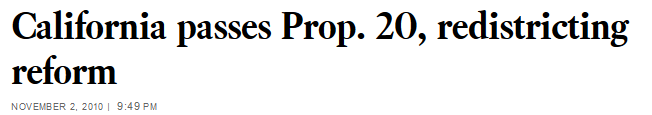 California passes Prop. 20, redistricting
reform
NOVEMBER 2, 2010 | 9:49 PM